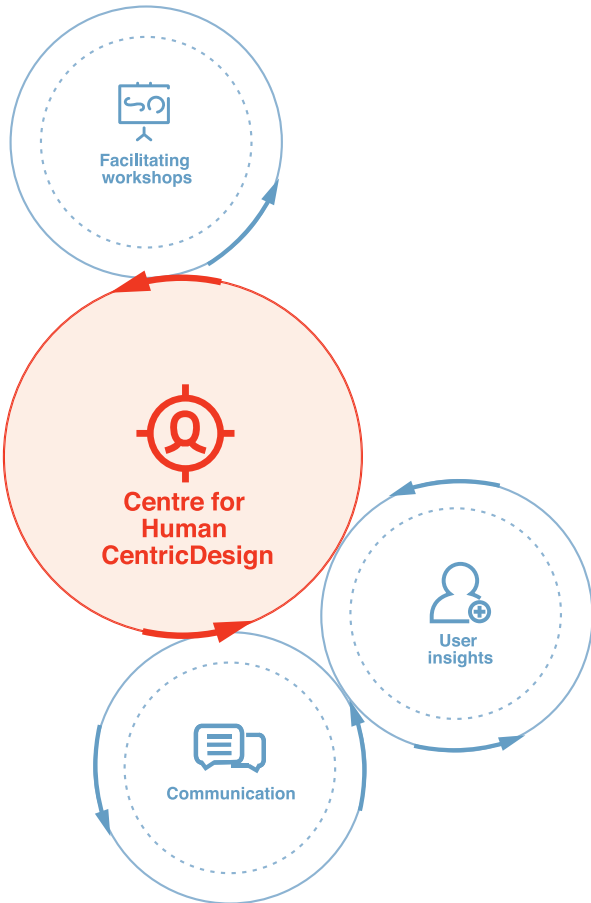 Facilitating
workshops
Centre for
Human
CentricDesign
User
insights
Communication